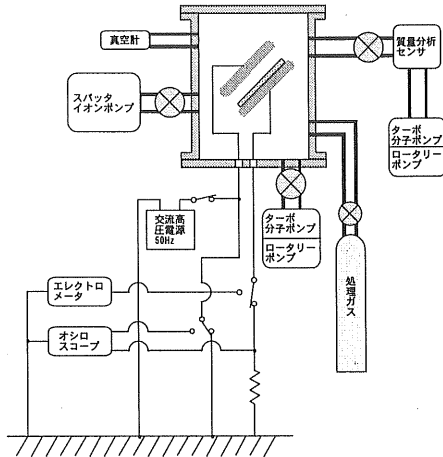 真空計
質量分析
センサ
スパッタ
イオンポンプ
ターボ
分子ポンプ
ロータリー
ポンプ
交流高
圧電源
50Hz
ターボ
分子ポンプ
ロータリー
ポンプ
処理ガス
エレクトロ
メータ
オシロ
スコープ